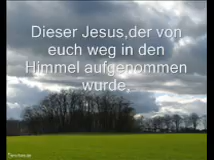 Dieser Jesus,der von
euch weg in den
Himmel aufgenommen
wurde,